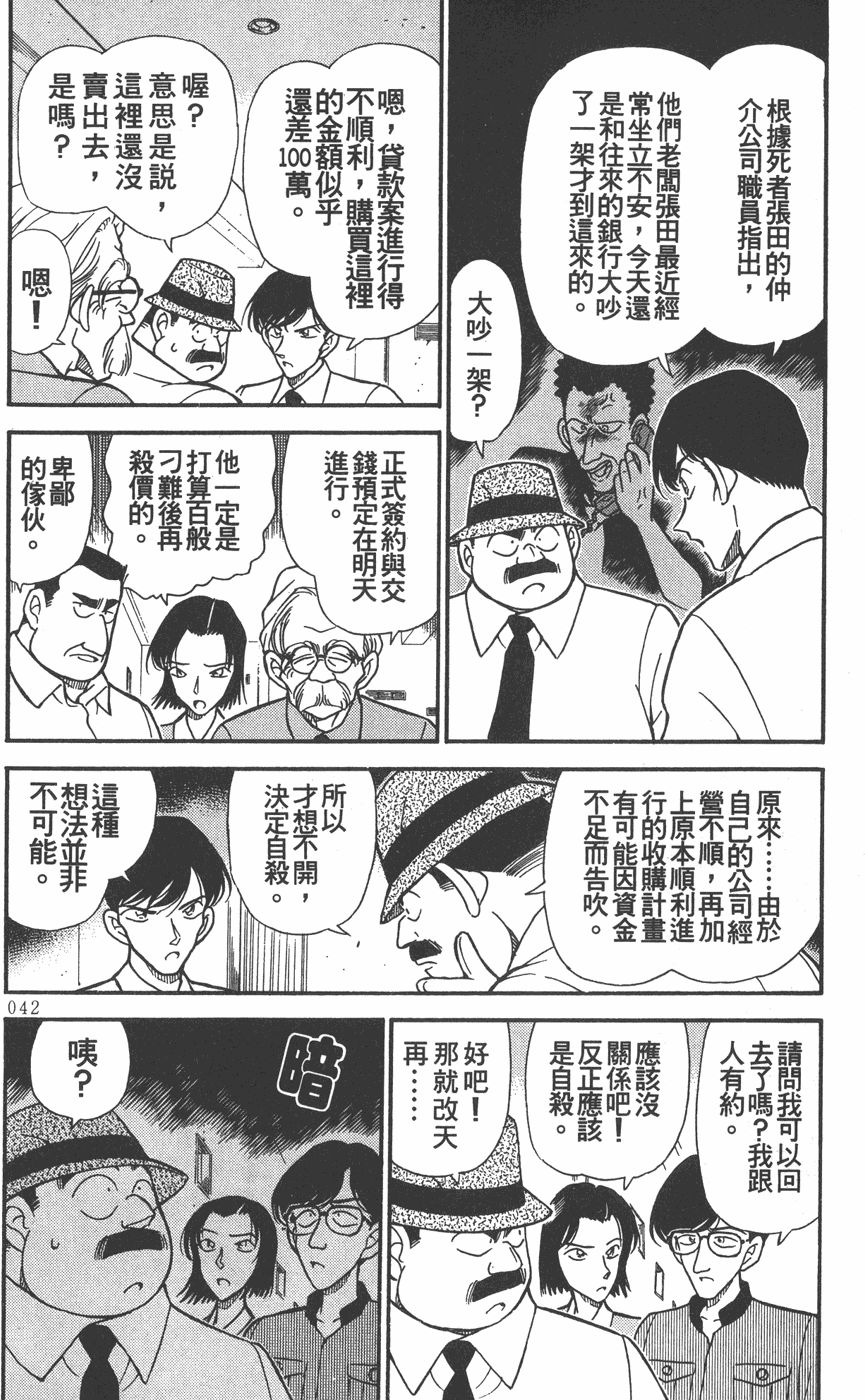 根據死者張田的仲
介公司職員指出，
他們老闆張田最近經
常坐立不安，今天還
是和往來的銀行大吵
了一架才到這來的。
大吵一架？
嗯，貸款案進行得
不順利，購買這裡
的金額似乎
還差100萬。
喔？
意思是說，
這裡還沒
賣出去，
是嗎？
嗯！
正式簽約與交
錢預定在明天
進行。
他一定是
打算百般
刁難後再
殺價的。
卑鄙
的傢伙。
原來……由於
自己的公司經
營不順，再加
上原本順利進
行的收購計畫
有可能因資金
不足而告吹。
所以
才想不開，
決定自殺。
這種
想法並非
不可能。
042
請問我可以回
去了嗎？我跟
人有約。
應該沒
關係吧！
反正應該
是自殺。
好吧！
那就改天
再……
暗
咦？